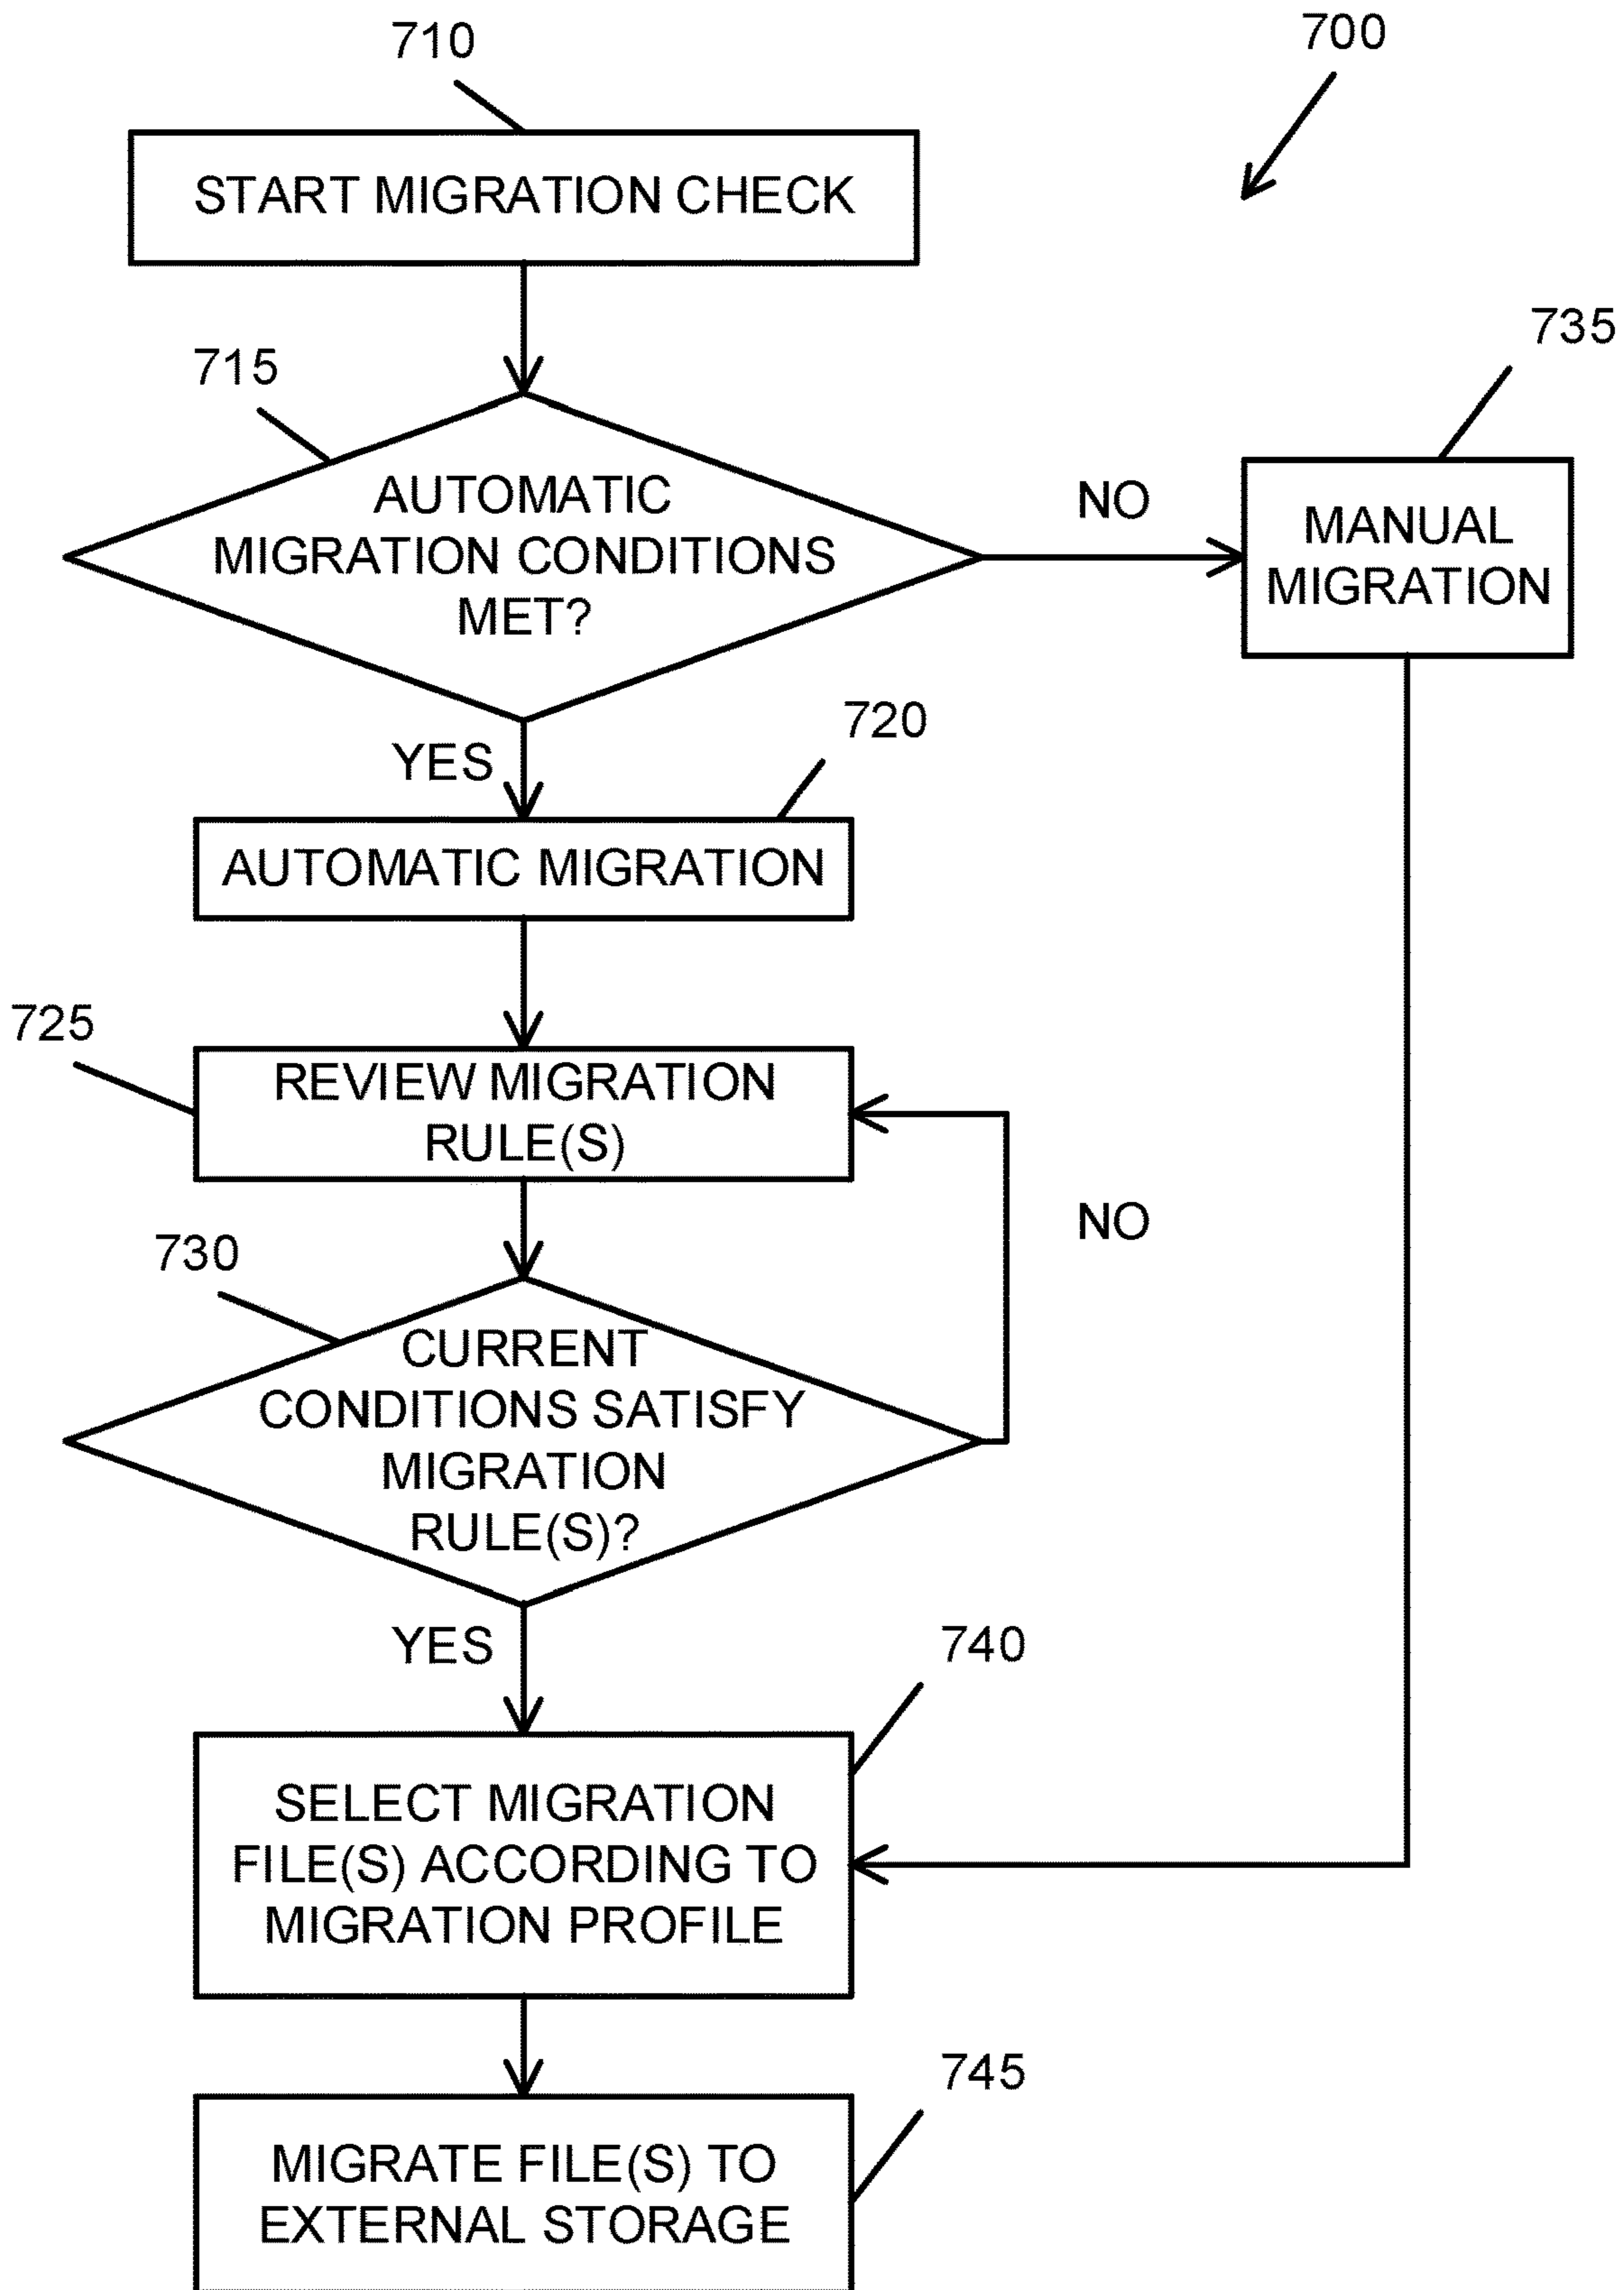 710
700
START MIGRATION CHECK
735
715
AUTOMATIC
MIGRATION CONDITIONS
MET?
NO
MANUAL
MIGRATION
720
YES
AUTOMATIC MIGRATION
725
REVIEW MIGRATION
RULE(S)
NO
730
CURRENT
CONDITIONS SATISFY
MIGRATION
RULE(S)?
YES
740
SELECT MIGRATION
FILE(S) ACCORDING TO
MIGRATION PROFILE
745
MIGRATE FILE(S) TO
EXTERNAL STORAGE